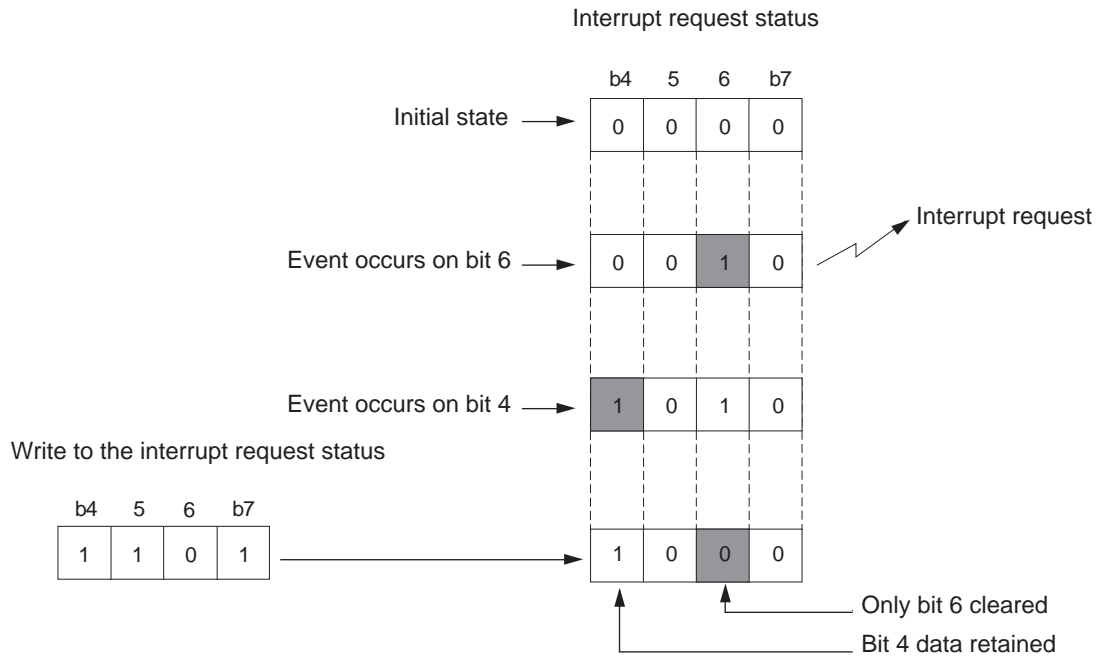 Interrupt request status
b4 5 6 b7
Initial state 0 0 0 0
Interrupt request
Event occurs on bit 6 0 0 1 0
Event occurs on bit 4 1 0 1 0
Write to the interrupt request status
b4 5 6 b7
1 1 0 1 1 0 0 0
Only bit 6 cleared
Bit 4 data retained